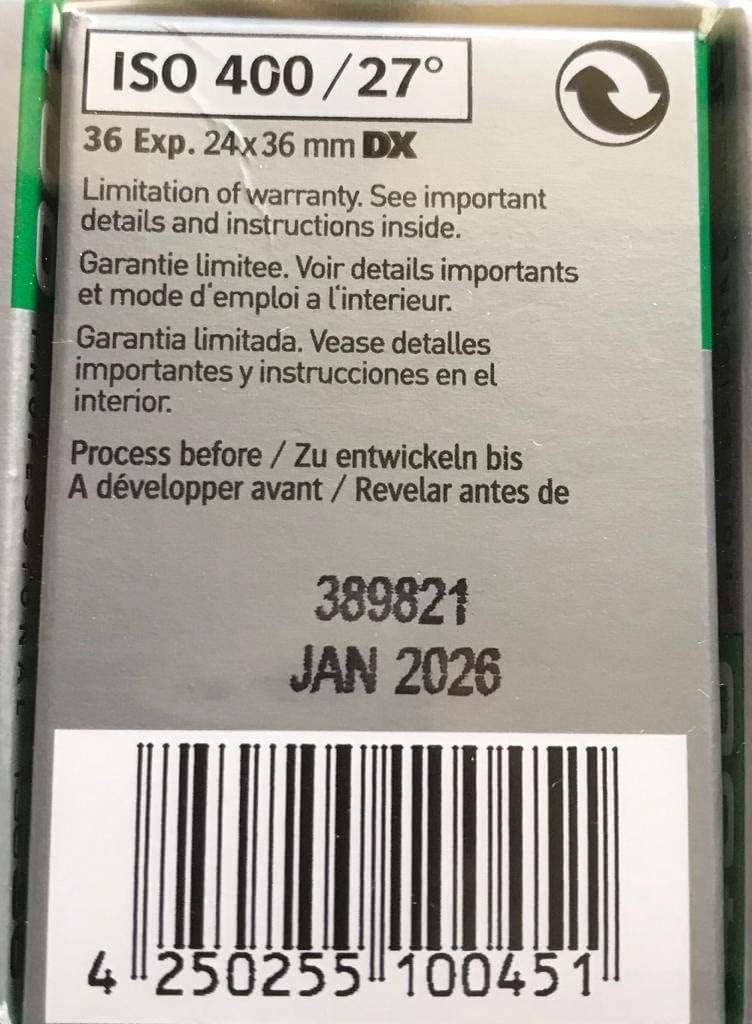 ISO 400/27°
36 Exp. 24x36 mm DX
Limitation of warranty. See important
details and instructions inside.
Garantie limitee. Voir details importants
et mode d'emploi a l'interieur.
Garantia limitada. Vease detalles
importantes y instrucciones en el
interior.
Process before / Zu entwickeln bis
A développer avant / Revelar antes de
389821
JAN 2026
4 250255 100451